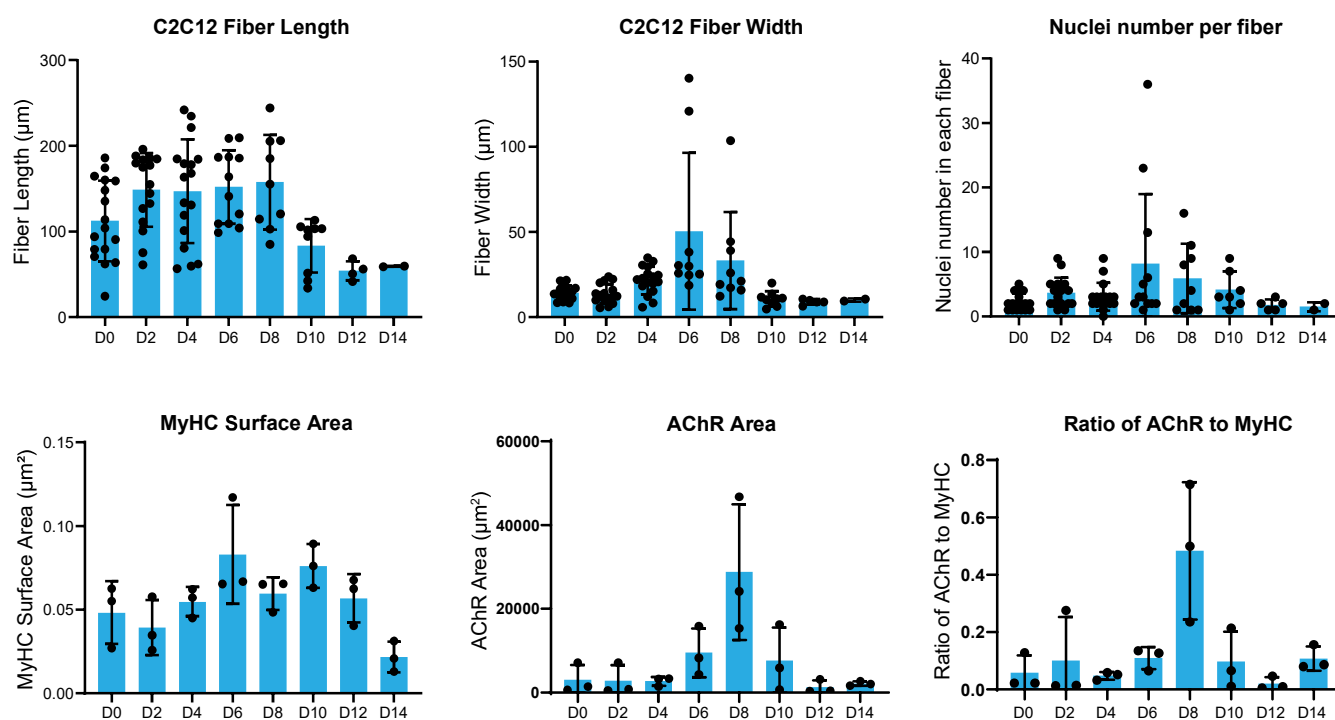 C2C12 Fiber Length
Fiber Length (µm)
300
200
100
0
D0 D2 D4 D6 D8 D10 D12 D14
C2C12 Fiber Width
Fiber Width (µm)
150
100
50
0
D0 D2 D4 D6 D8 D10 D12 D14
Nuclei number per fiber
Nuclei number in each fiber
40
30
20
10
0
D0 D2 D4 D6 D8 D10 D12 D14
MyHC Surface Area
MyHC Surface Area (µm²)
0.15
0.10
0.05
0.00
D0 D2 D4 D6 D8 D10 D12 D14
AChR Area
AChR Area (µm²)
60000
40000
20000
0
D0 D2 D4 D6 D8 D10 D12 D14
Ratio of AChR to MyHC
Ratio of AChR to MyHC
0.8
0.6
0.4
0.2
0.0
D0 D2 D4 D6 D8 D10 D12 D14